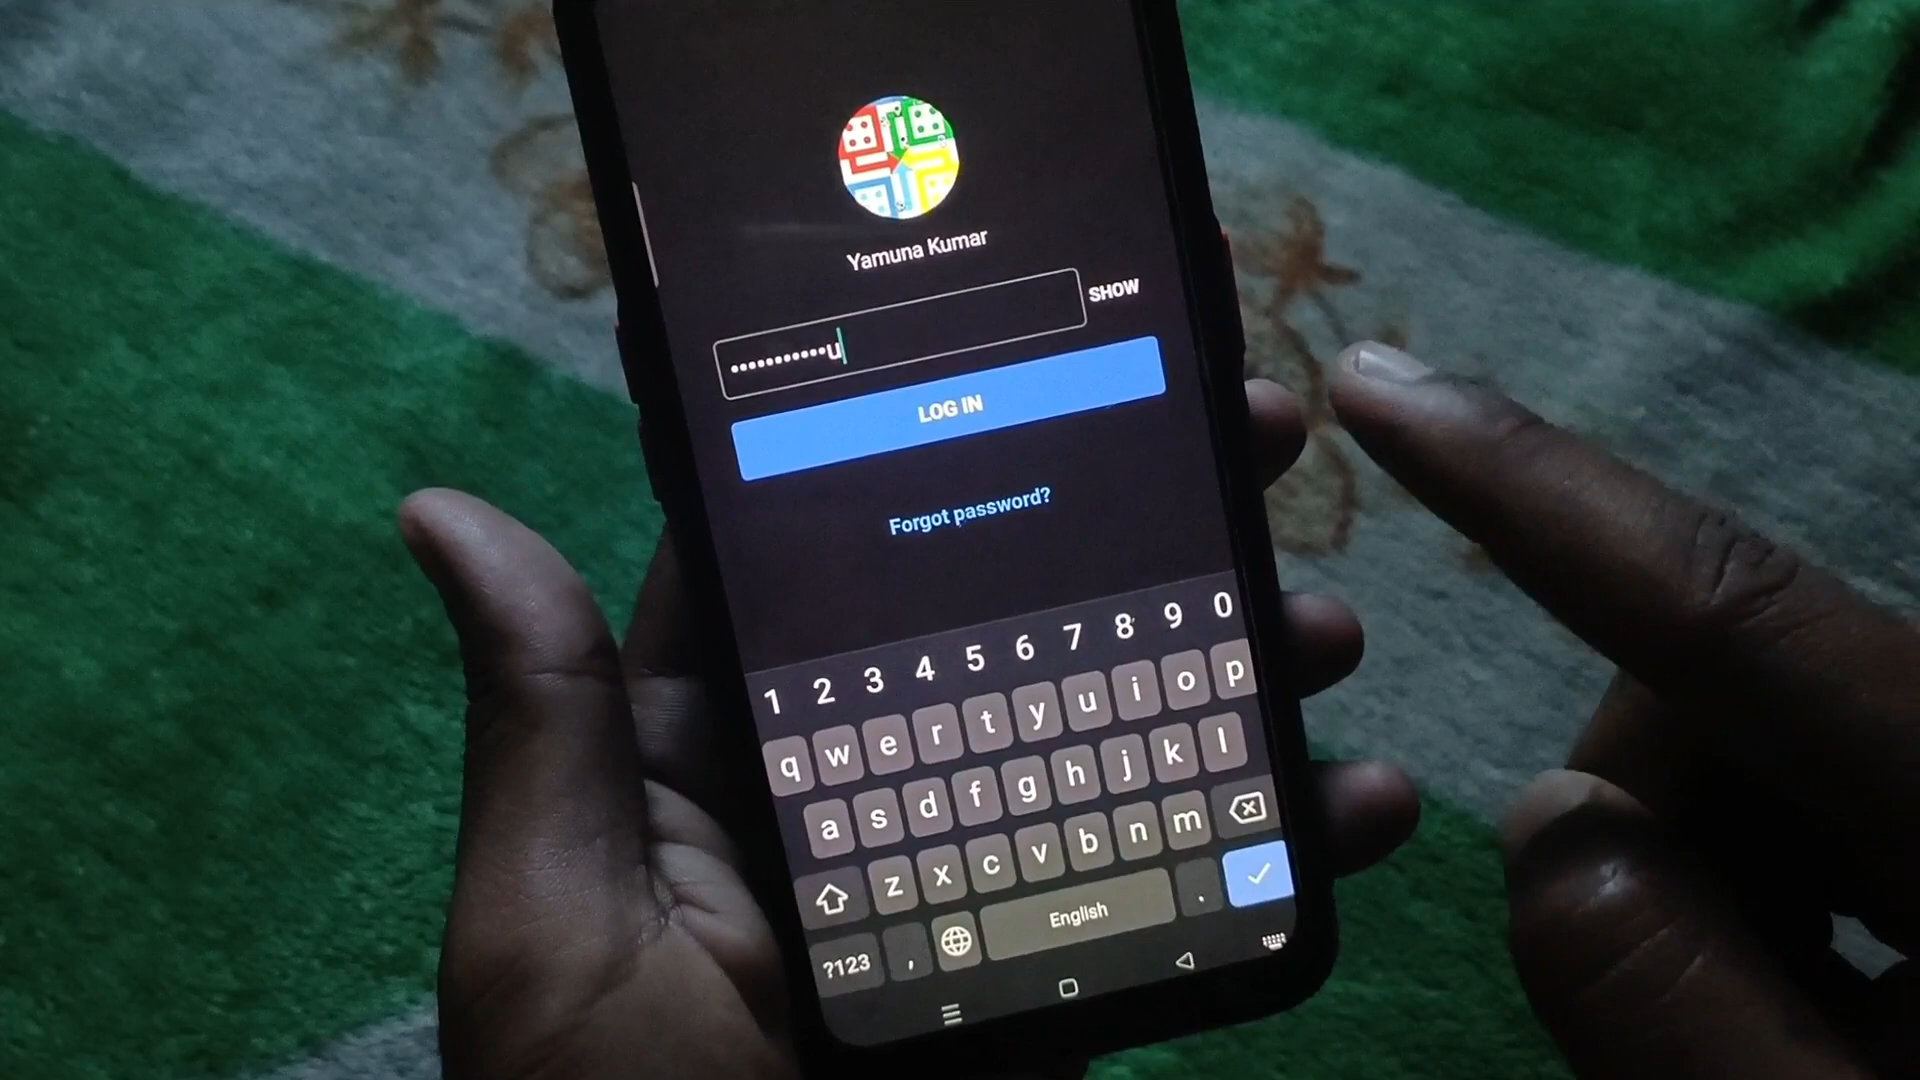 Yamuna Kumar
•••••••••••u
SHOW
LOG IN
Forgot password?
1 2 3 4 5 6 7 8 9 0
q w e r t y u i o p
a s d f g h j k l
z x c v b n m
?123 , English .